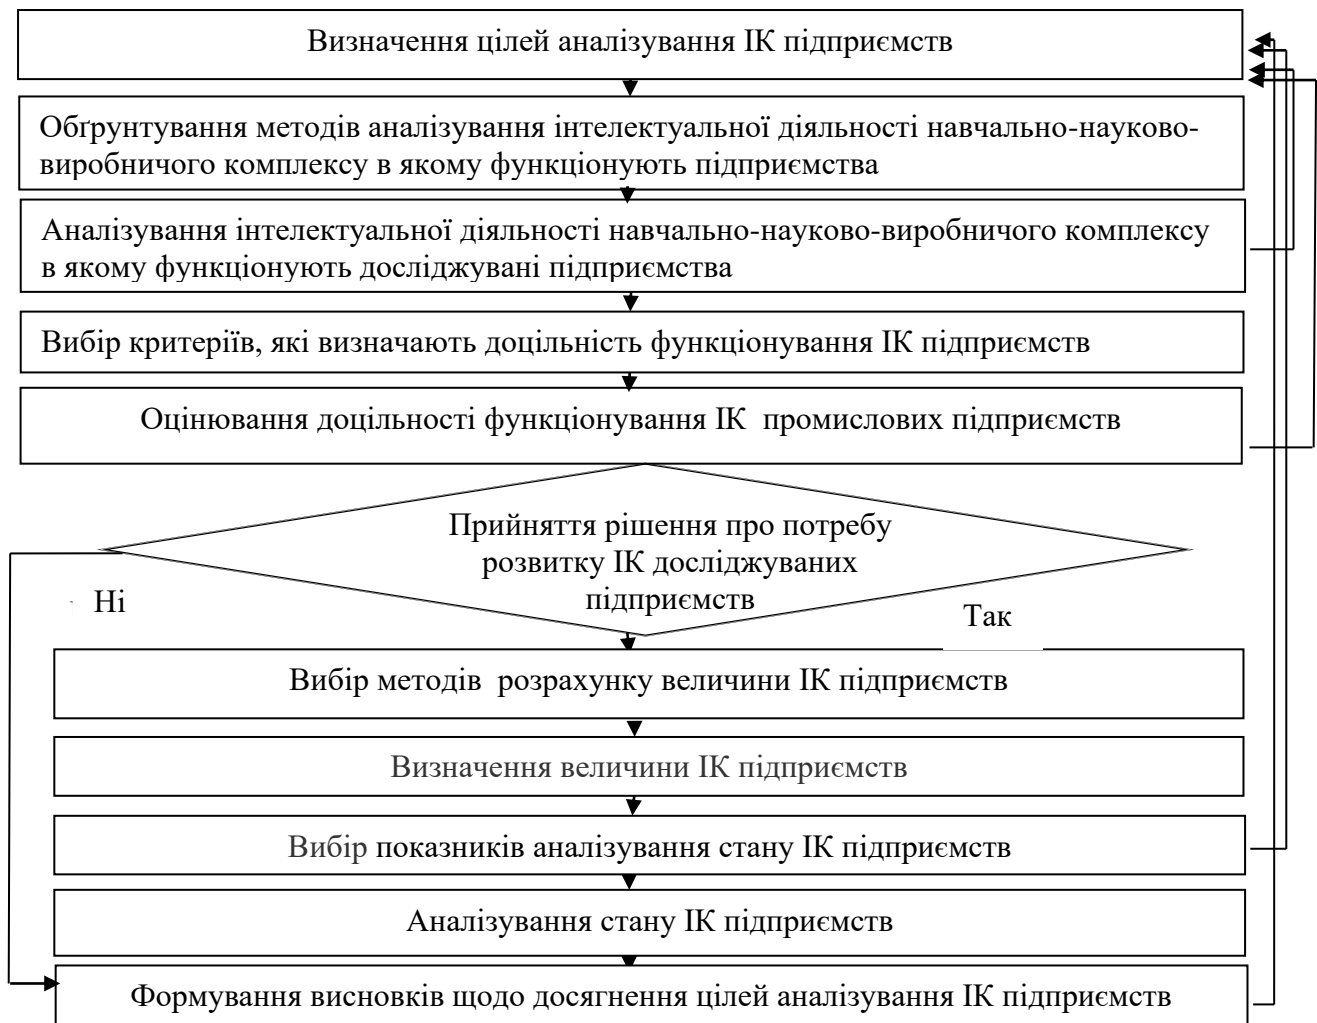 Визначення цілей аналізування ІК підприємств
Обґрунтування методів аналізування інтелектуальної діяльності навчально-науково-
виробничого комплексу в якому функціонують підприємства
Аналізування інтелектуальної діяльності навчально-науково-виробничого комплексу
в якому функціонують досліджувані підприємства
Вибір критеріїв, які визначають доцільність функціонування ІК підприємств
Оцінювання доцільності функціонування ІК промислових підприємств
Прийняття рішення про потребу
розвитку ІК досліджуваних
підприємств
Ні
Так
Вибір методів розрахунку величини ІК підприємств
Визначення величини ІК підприємств
Вибір показників аналізування стану ІК підприємств
Аналізування стану ІК підприємств
Формування висновків щодо досягнення цілей аналізування ІК підприємств